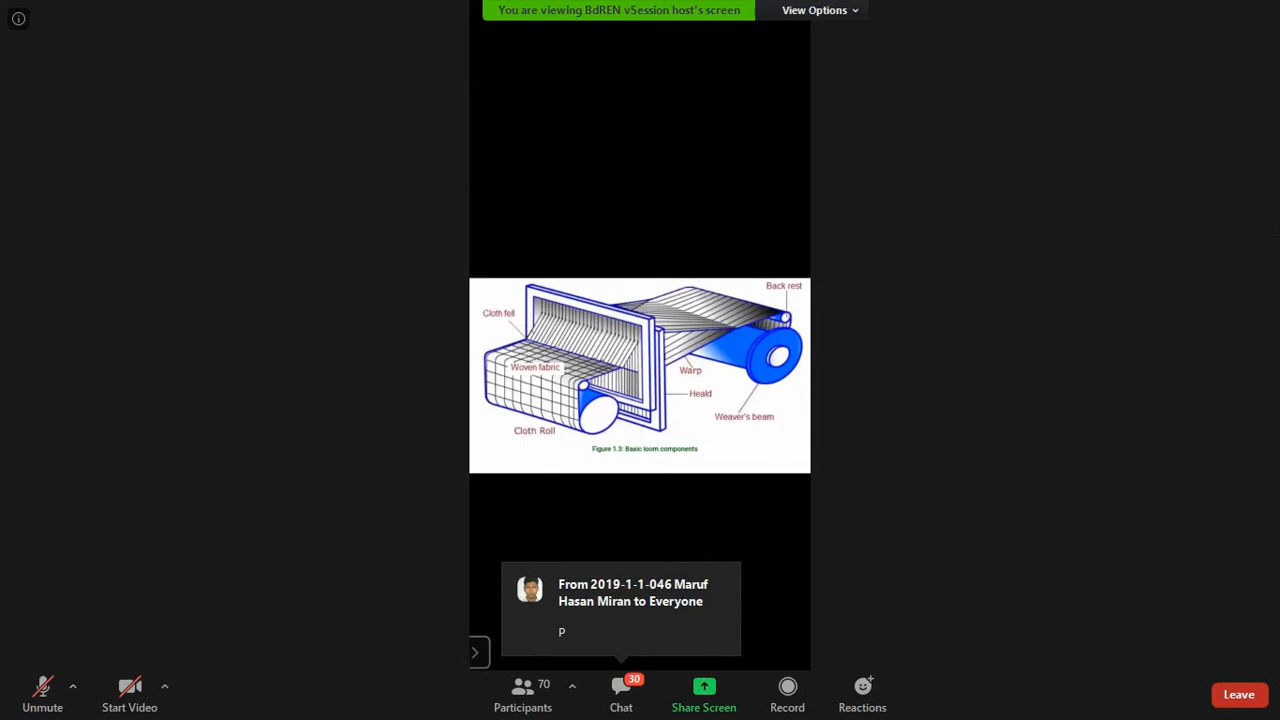 You are viewing BdREN vSession host's screen
View Options
Back rest
Cloth fell
Woven fabric
Warp
Heald
Weaver's beam
Cloth Roll
Figure 1.3: Basic loom components
From 2019-1-1-046 Maruf
Hasan Miran to Everyone
P
70
30
Unmute
Start Video
Participants
Chat
Share Screen
Record
Reactions
Leave